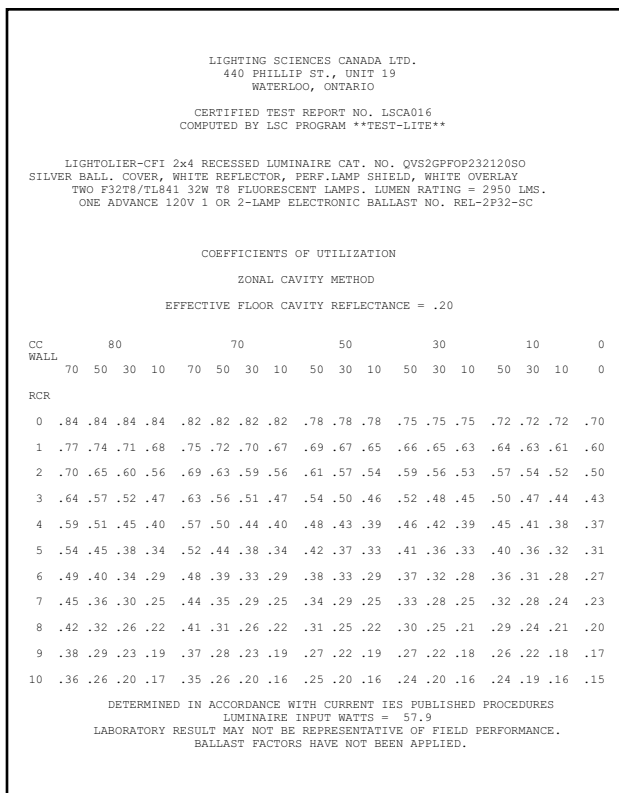 LIGHTING SCIENCES CANADA LTD.
440 PHILLIP ST., UNIT 19
WATERLOO, ONTARIO
CERTIFIED TEST REPORT NO. LSCA016
COMPUTED BY LSC PROGRAM **TEST-LITE**
LIGHTOLIER-CFI 2x4 RECESSED LUMINAIRE CAT. NO. QVS2GPFOP232120SO
SILVER BALL. COVER, WHITE REFLECTOR, PERF.LAMP SHIELD, WHITE OVERLAY
TWO F32T8/TL841 32W T8 FLUORESCENT LAMPS. LUMEN RATING = 2950 LMS.
ONE ADVANCE 120V 1 OR 2-LAMP ELECTRONIC BALLAST NO. REL-2P32-SC
COEFFICIENTS OF UTILIZATION
ZONAL CAVITY METHOD
EFFECTIVE FLOOR CAVITY REFLECTANCE = .20
CC 80 70 50 30 10 0
WALL
70 50 30 10 70 50 30 10 50 30 10 50 30 10 50 30 10 0
RCR
0 .84 .84 .84 .84 .82 .82 .82 .82 .78 .78 .78 .75 .75 .75 .72 .72 .72 .70
1 .77 .74 .71 .68 .75 .72 .70 .67 .69 .67 .65 .66 .65 .63 .64 .63 .61 .60
2 .70 .65 .60 .56 .69 .63 .59 .56 .61 .57 .54 .59 .56 .53 .57 .54 .52 .50
3 .64 .57 .52 .47 .63 .56 .51 .47 .54 .50 .46 .52 .48 .45 .50 .47 .44 .43
4 .59 .51 .45 .40 .57 .50 .44 .40 .48 .43 .39 .46 .42 .39 .45 .41 .38 .37
5 .54 .45 .38 .34 .52 .44 .38 .34 .42 .37 .33 .41 .36 .33 .40 .36 .32 .31
6 .49 .40 .34 .29 .48 .39 .33 .29 .38 .33 .29 .37 .32 .28 .36 .31 .28 .27
7 .45 .36 .30 .25 .44 .35 .29 .25 .34 .29 .25 .33 .28 .25 .32 .28 .24 .23
8 .42 .32 .26 .22 .41 .31 .26 .22 .31 .25 .22 .30 .25 .21 .29 .24 .21 .20
9 .38 .29 .23 .19 .37 .28 .23 .19 .27 .22 .19 .27 .22 .18 .26 .22 .18 .17
10 .36 .26 .20 .17 .35 .26 .20 .16 .25 .20 .16 .24 .20 .16 .24 .19 .16 .15
DETERMINED IN ACCORDANCE WITH CURRENT IES PUBLISHED PROCEDURES
LUMINAIRE INPUT WATTS = 57.9
LABORATORY RESULT MAY NOT BE REPRESENTATIVE OF FIELD PERFORMANCE.
BALLAST FACTORS HAVE NOT BEEN APPLIED.